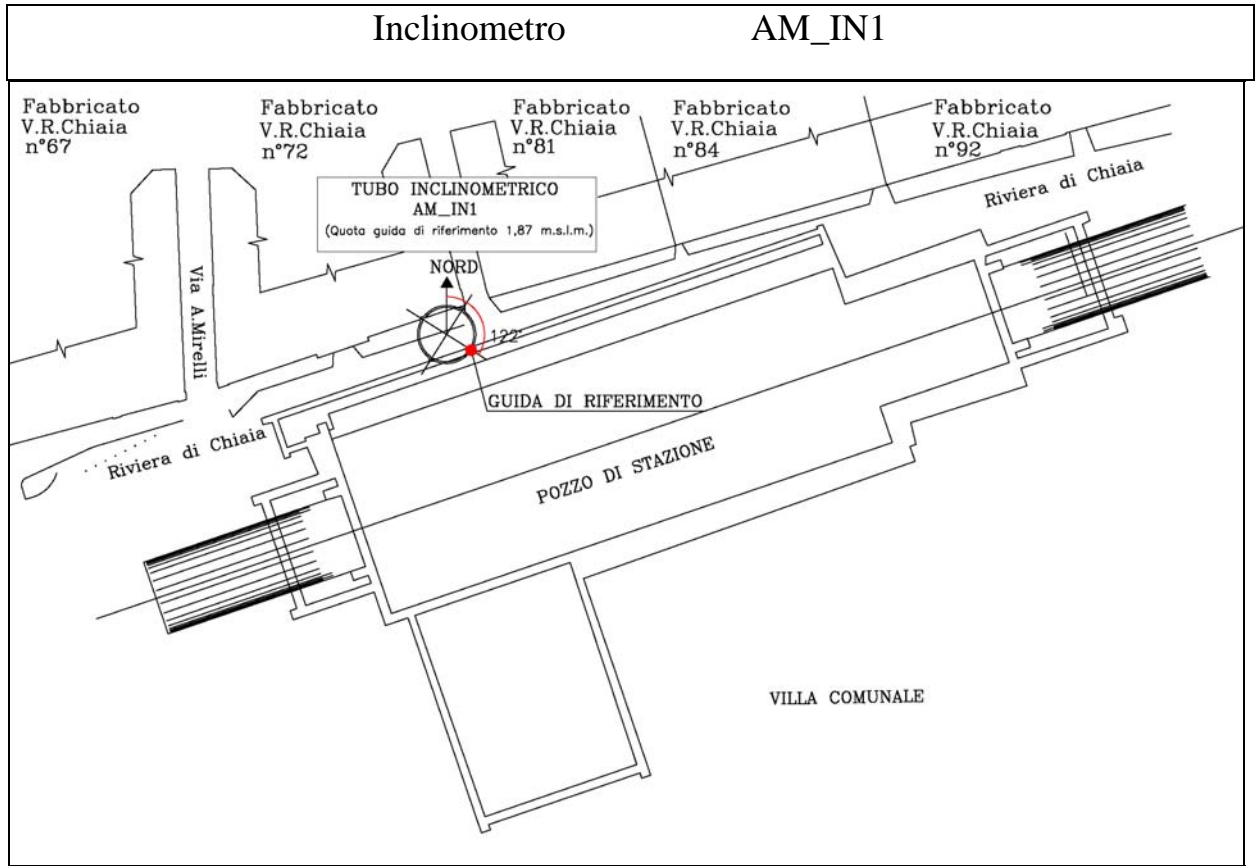 Inclinometro AM_IN1
Fabbricato
V.R.Chiaia
n°67
Fabbricato
V.R.Chiaia
n°72
Fabbricato
V.R.Chiaia
n°81
Fabbricato
V.R.Chiaia
n°84
Fabbricato
V.R.Chiaia
n°92
TUBO INCLINOMETRICO
AM_IN1
(Quota guida di riferimento 1,87 m.s.l.m.)
Riviera di Chiaia
NORD
Via A.Mirelli
122°
GUIDA DI RIFERIMENTO
Riviera di Chiaia
POZZO DI STAZIONE
VILLA COMUNALE